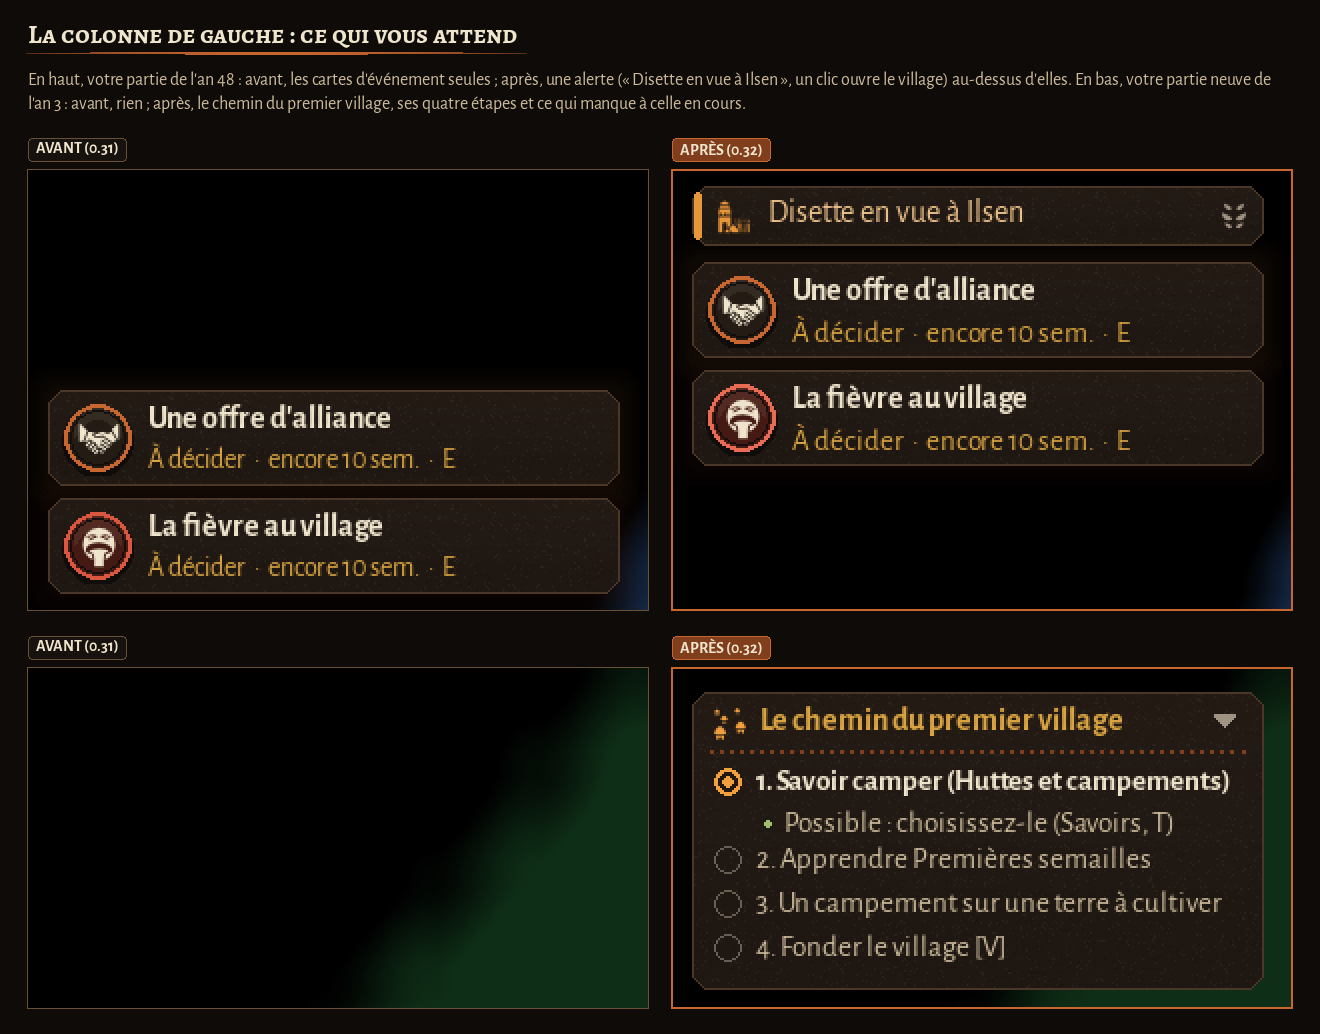 La colonne de gauche : ce qui vous attend
En haut, votre partie de l'an 48 : avant, les cartes d'événement seules ; après, une alerte (« Disette en vue à Ilsen », un clic ouvre le village) au-dessus d'elles. En bas, votre partie neuve de
l'an 3 : avant, rien ; après, le chemin du premier village, ses quatre étapes et ce qui manque à celle en cours.
AVANT (0.31)
Une offre d'alliance
À décider · encore 10 sem. · E
La fièvre au village
À décider · encore 10 sem. · E
APRÈS (0.32)
Disette en vue à Ilsen
Une offre d'alliance
À décider · encore 10 sem. · E
La fièvre au village
À décider · encore 10 sem. · E
AVANT (0.31)
APRÈS (0.32)
Le chemin du premier village
1. Savoir camper (Huttes et campements)
• Possible : choisissez-le (Savoirs, T)
2. Apprendre Premières semailles
3. Un campement sur une terre à cultiver
4. Fonder le village [V]